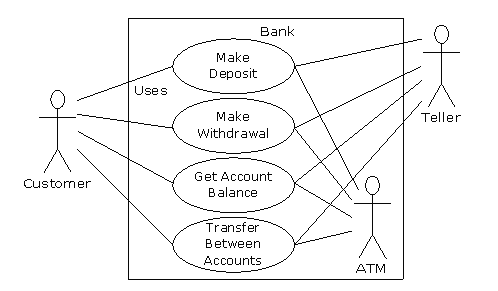 Bank
Make
Deposit
Uses
Make
Withdrawal
Teller
Customer
Get Account
Balance
Transfer
Between
Accounts
ATM